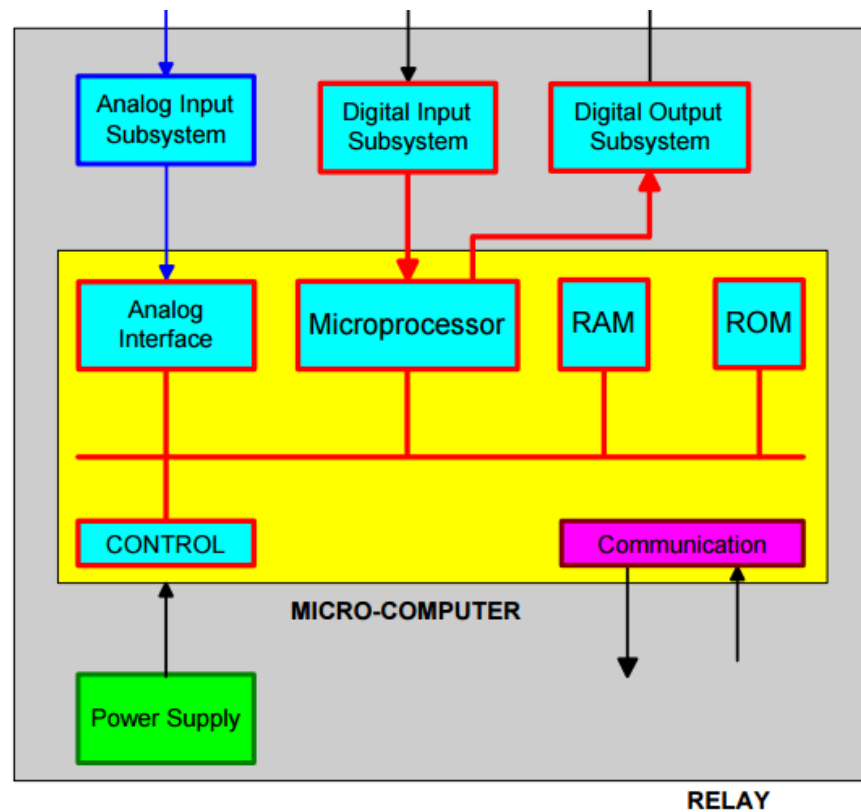 Analog Input
Subsystem
Digital Input
Subsystem
Digital Output
Subsystem
Analog
Interface
Microprocessor
RAM
ROM
CONTROL
Communication
MICRO-COMPUTER
Power Supply
RELAY